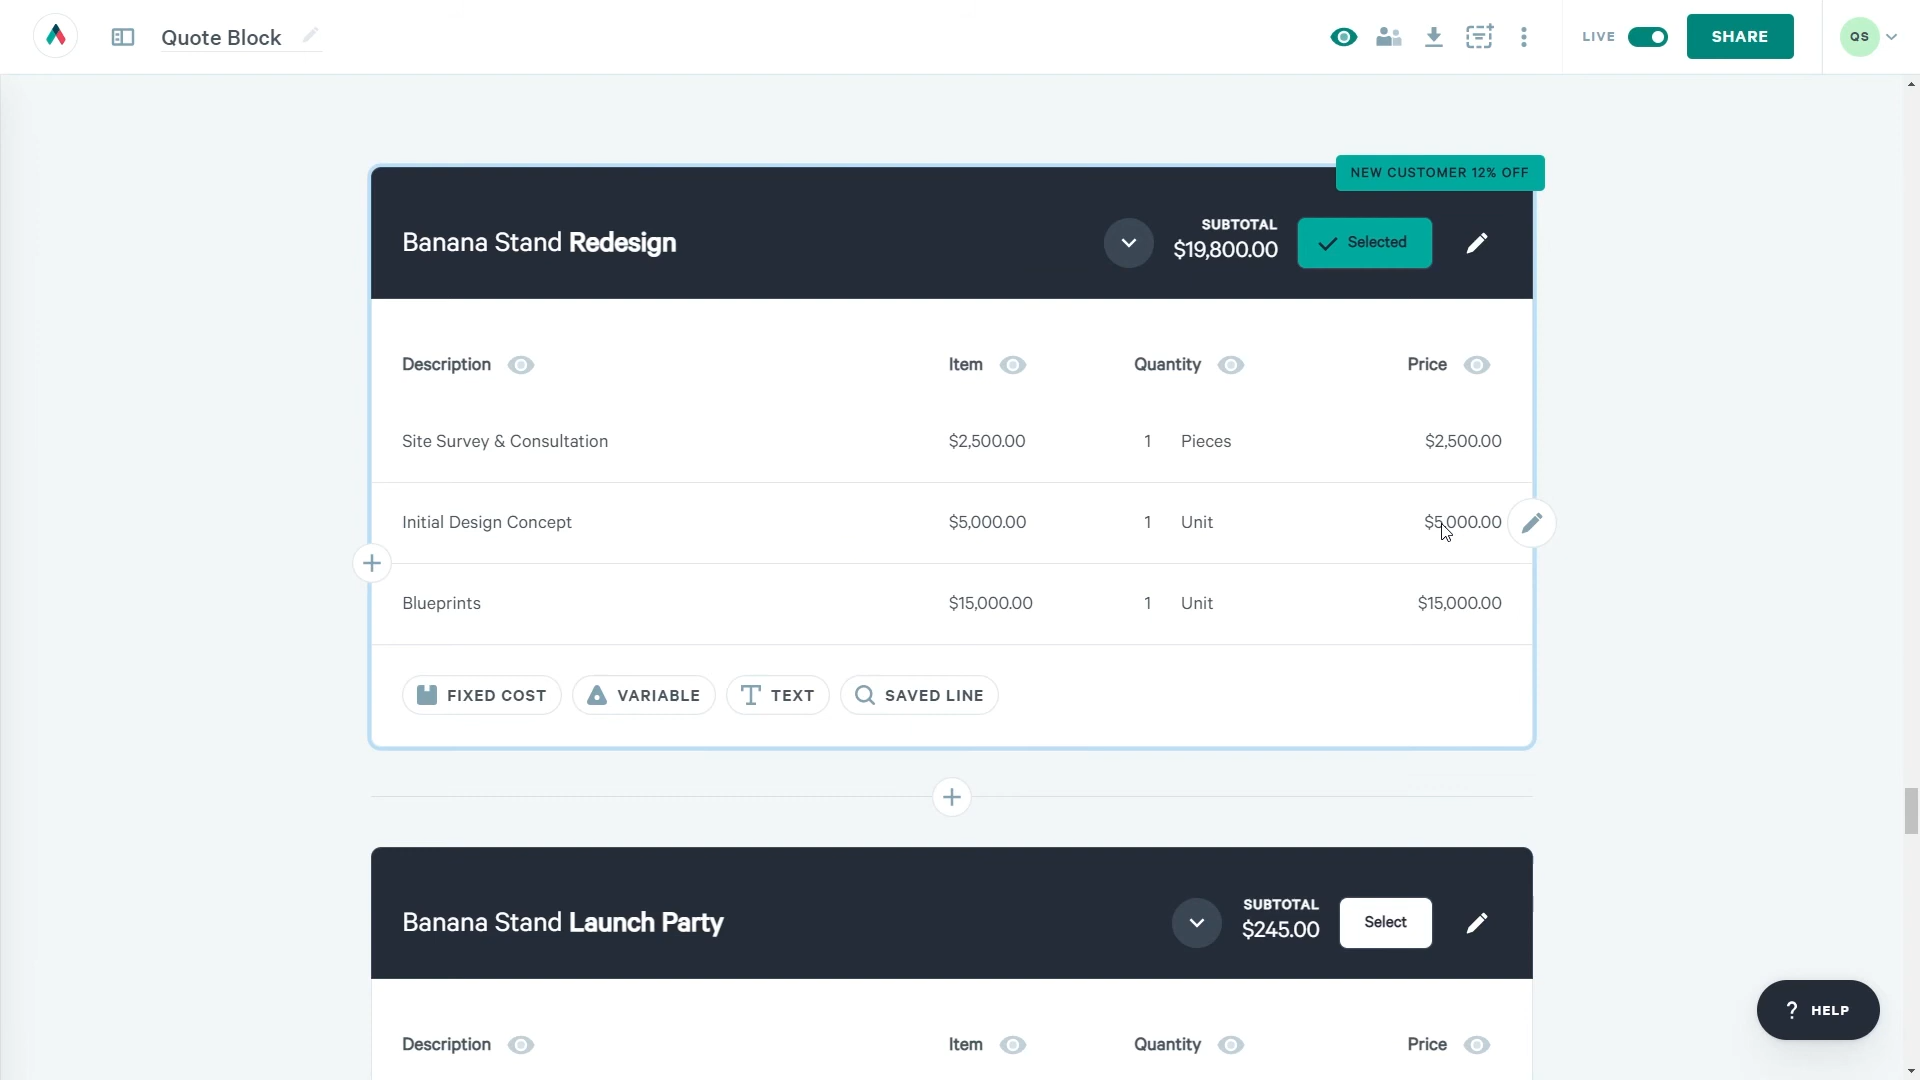 Quote Block
LIVE
SHARE
QS
NEW CUSTOMER 12% OFF
Banana Stand Redesign
SUBTOTAL
$19,800.00
Selected
Description Item Quantity Price
Site Survey & Consultation $2,500.00 1 Pieces $2,500.00
Initial Design Concept $5,000.00 1 Unit $5,000.00
Blueprints $15,000.00 1 Unit $15,000.00
FIXED COST VARIABLE TEXT SAVED LINE
Banana Stand Launch Party
SUBTOTAL
$245.00
Select
Description Item Quantity Price
? HELP